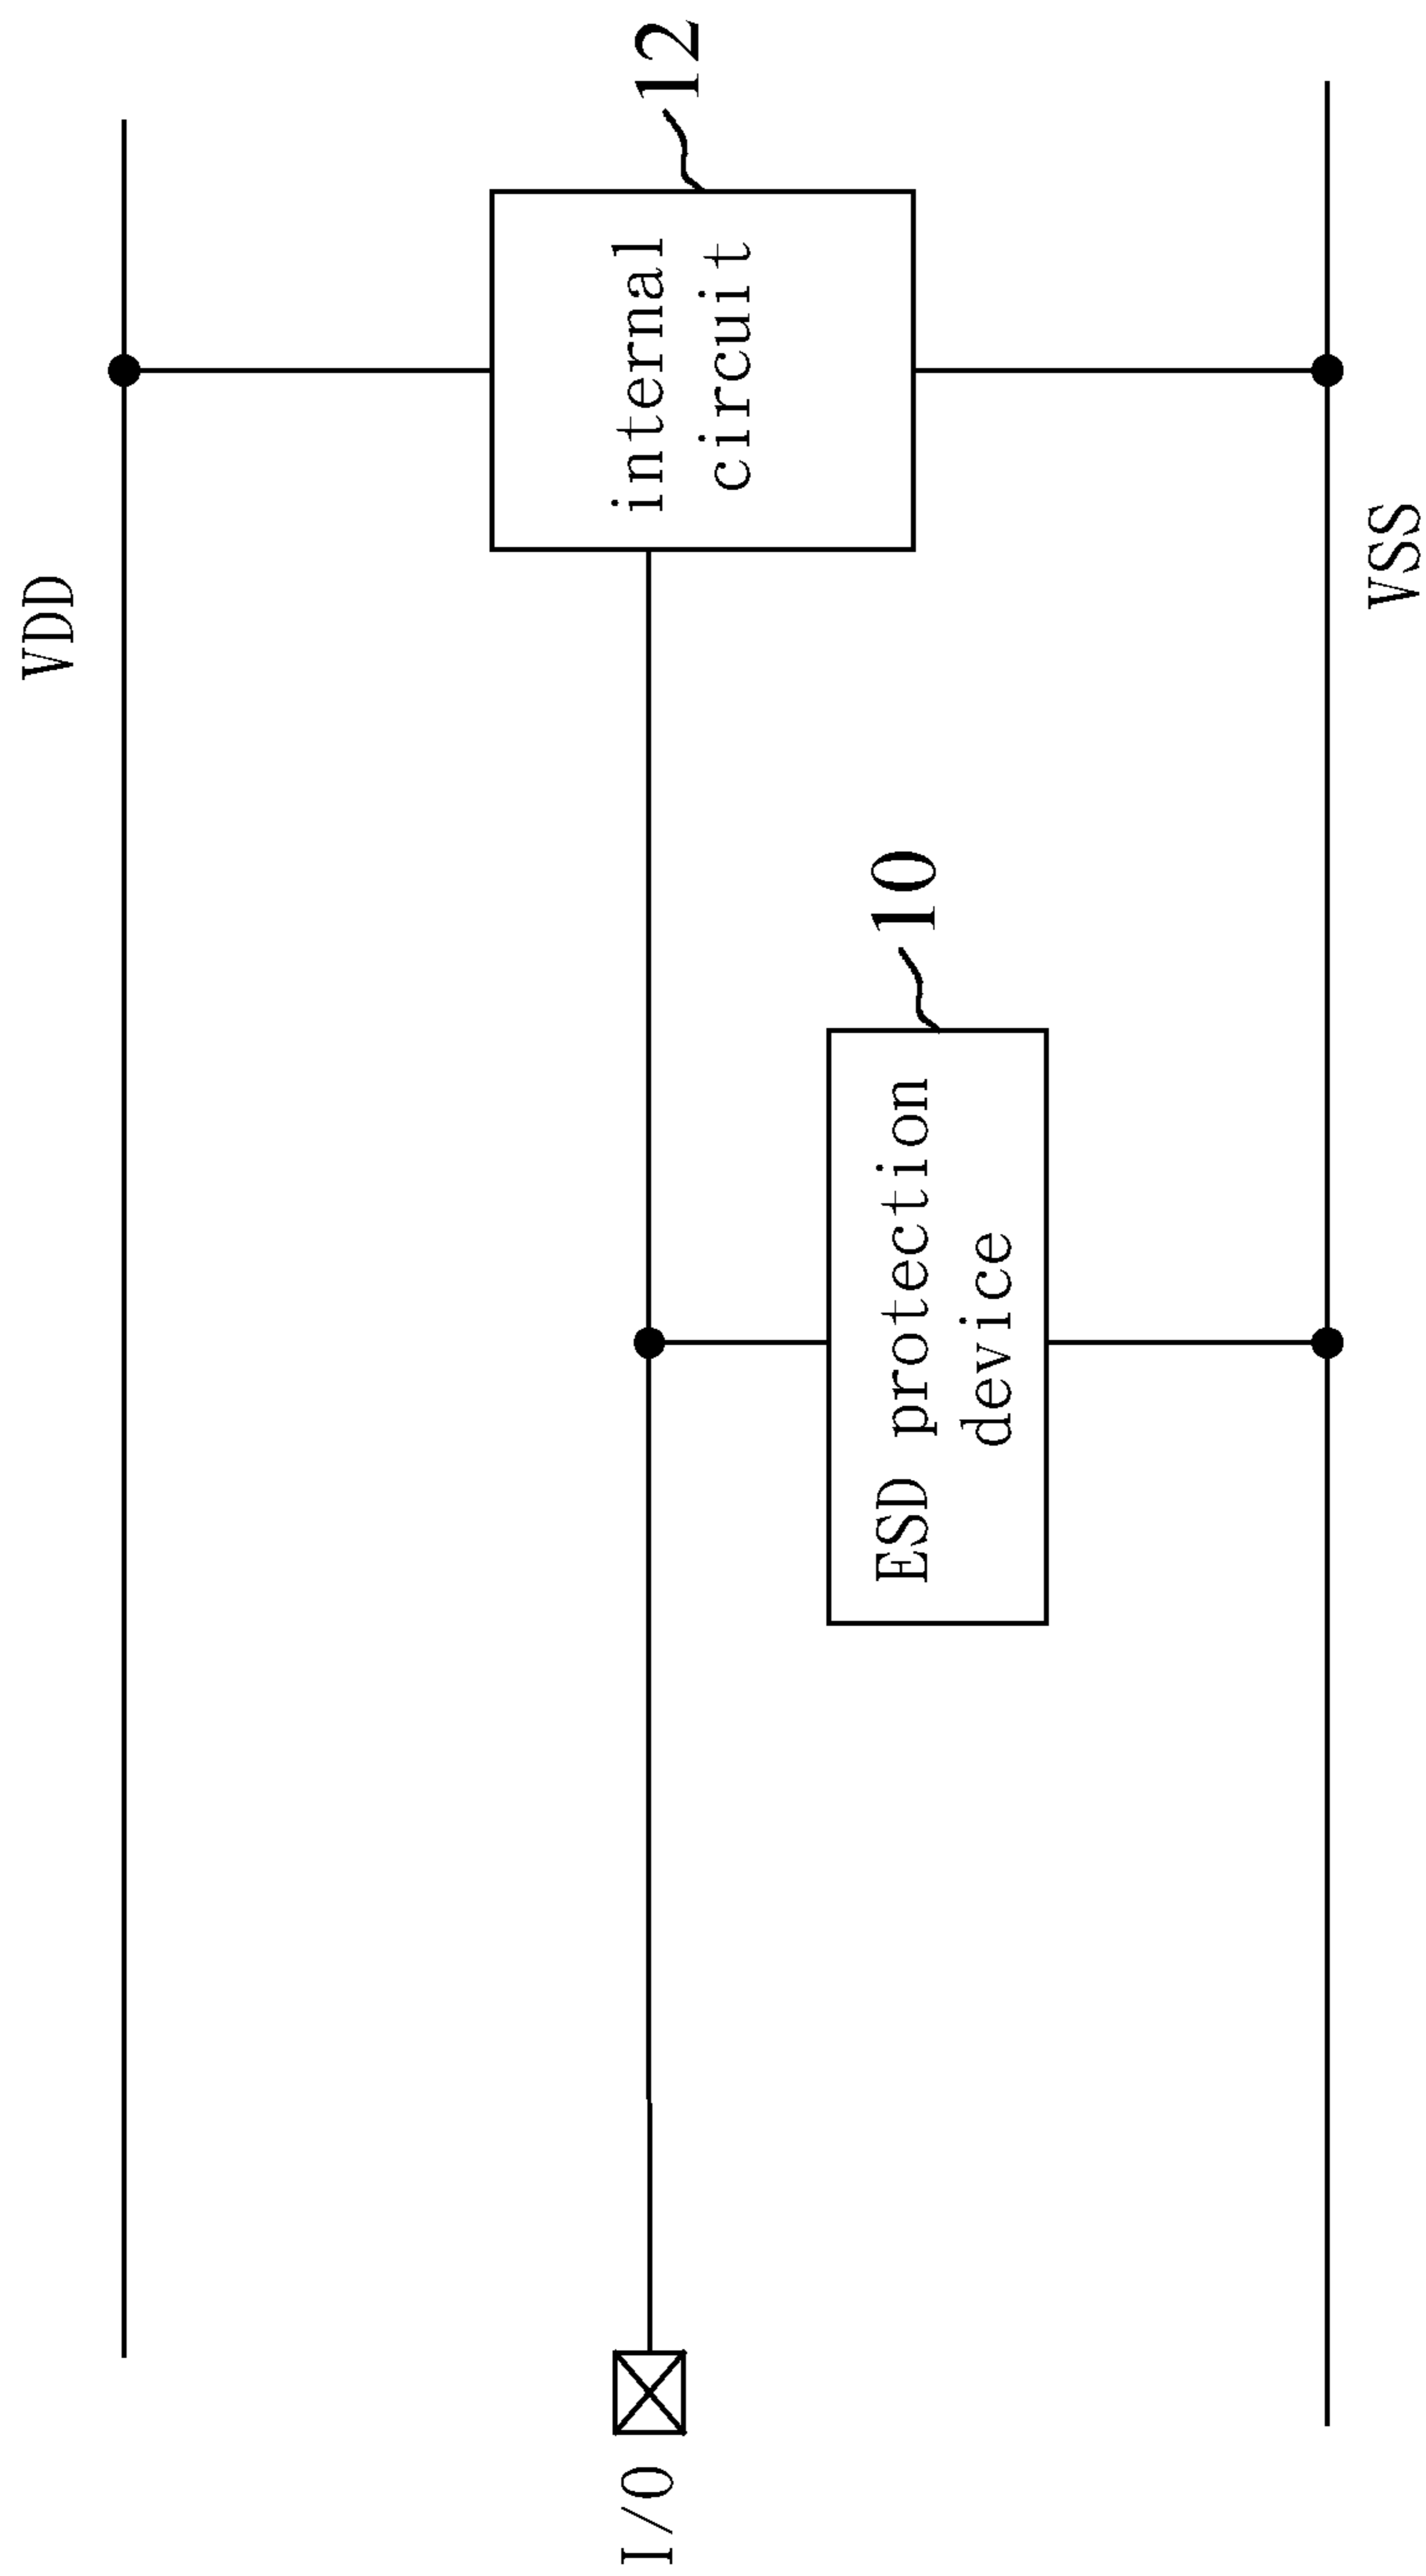 VDD
I/O
internal
circuit
12
ESD protection
device
10
VSS